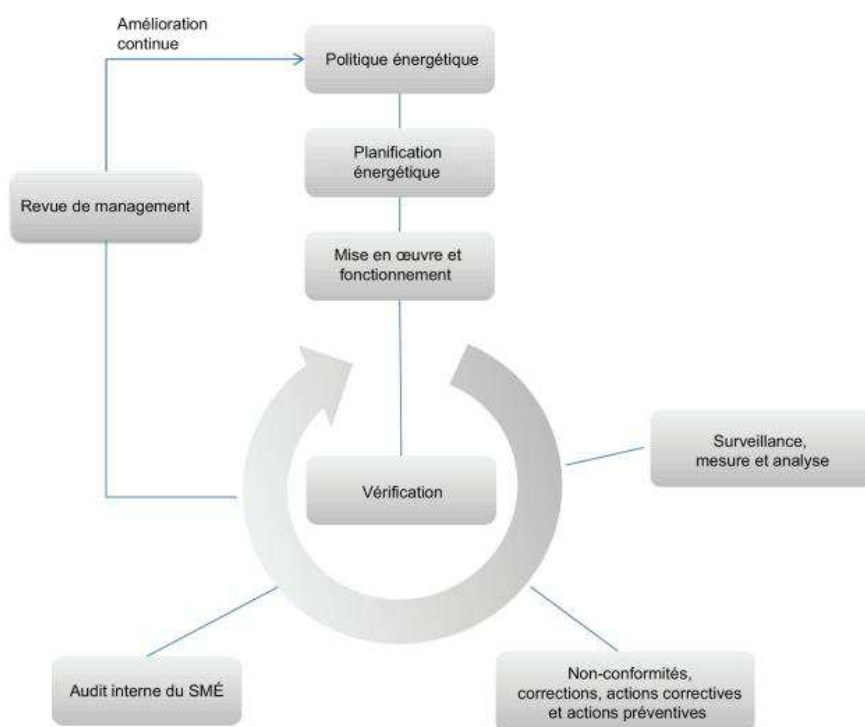 Amélioration
continue
Politique énergétique
Planification
énergétique
Revue de management
Mise en œuvre et
fonctionnement
Surveillance,
mesure et analyse
Vérification
Audit interne du SMÉ
Non-conformités,
corrections, actions correctives
et actions préventives